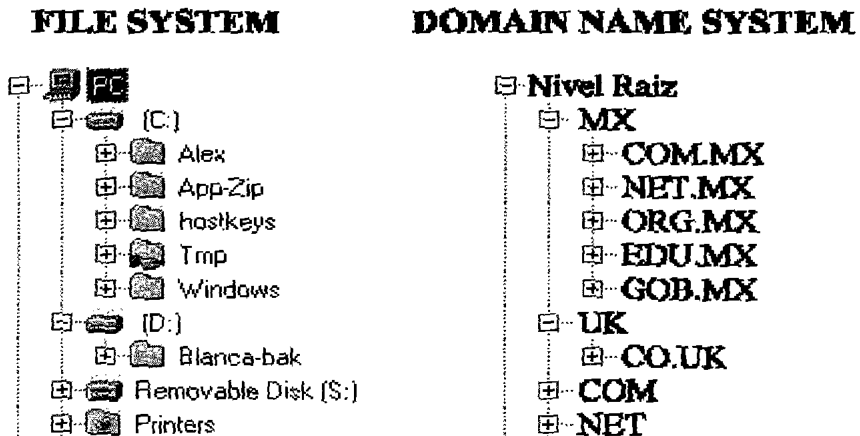 FILE SYSTEM
PC
(C:)
Alex
App-Zip
hostkeys
Tmp
Windows
(D:)
Blanca-bak
Removable Disk (S:)
Printers
DOMAIN NAME SYSTEM
Nivel Raiz
MX
COM.MX
NET.MX
ORG.MX
EDU.MX
GOB.MX
UK
CO.UK
COM
NET